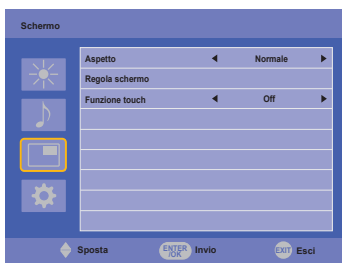 Schermo
Aspetto Normale
Regola schermo
Funzione touch Off
Sposta ENTER/OK Invio EXIT Esci